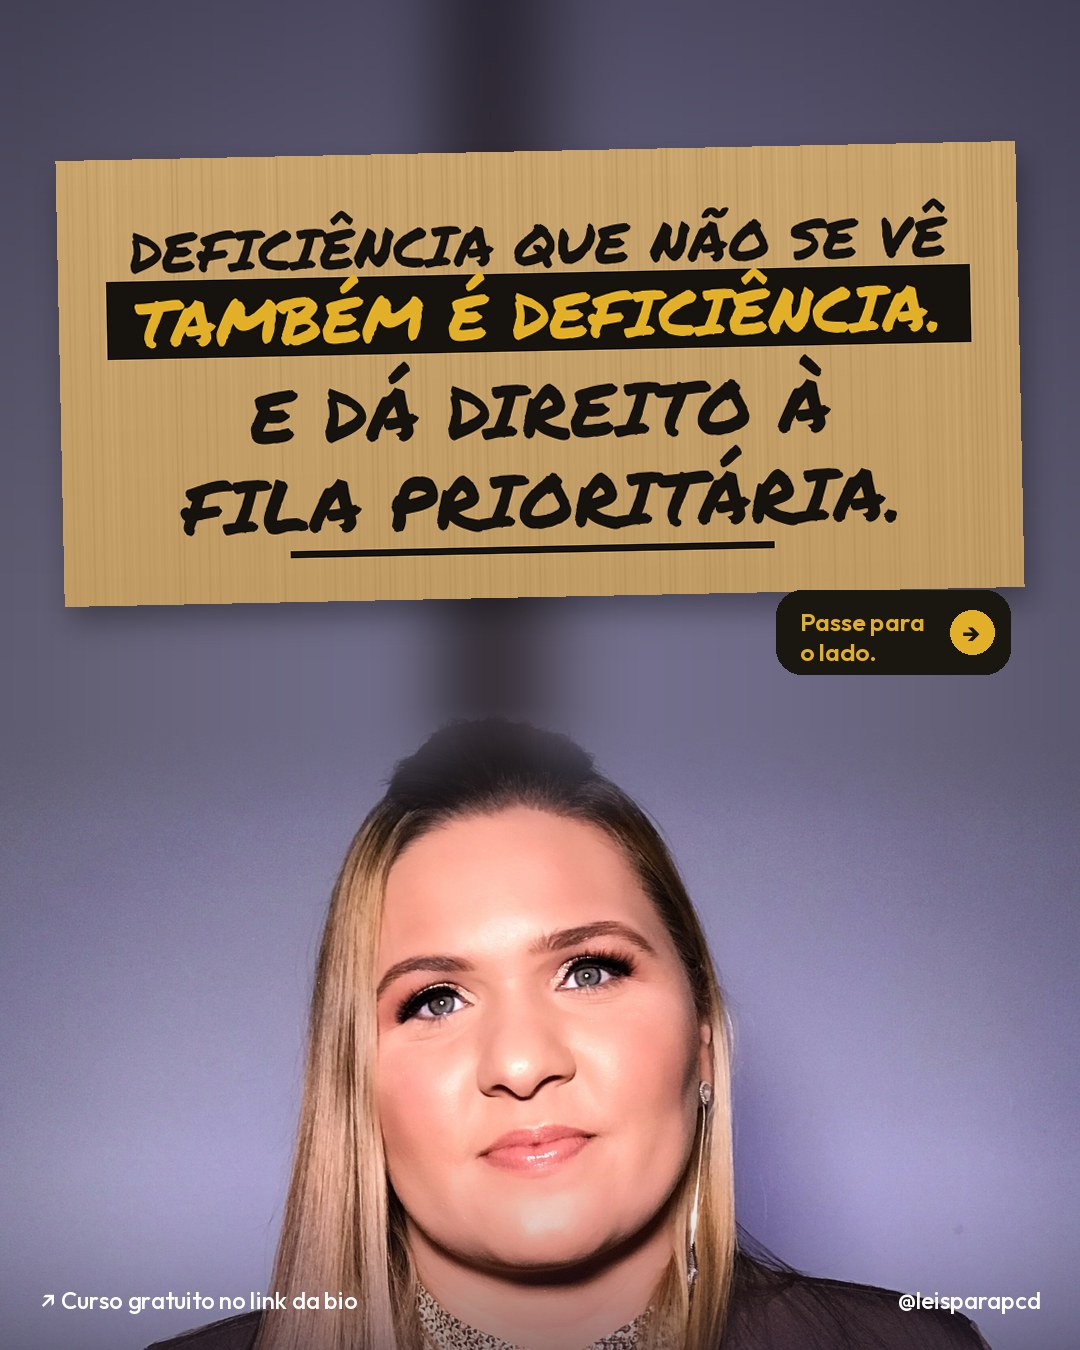 DEFICIÊNCIA QUE NÃO SE VÊ
TAMBÉM É DEFICIÊNCIA.
E DÁ DIREITO À
FILA PRIORITÁRIA.
Passe para
o lado.
↗ Curso gratuito no link da bio
@leisparapcd